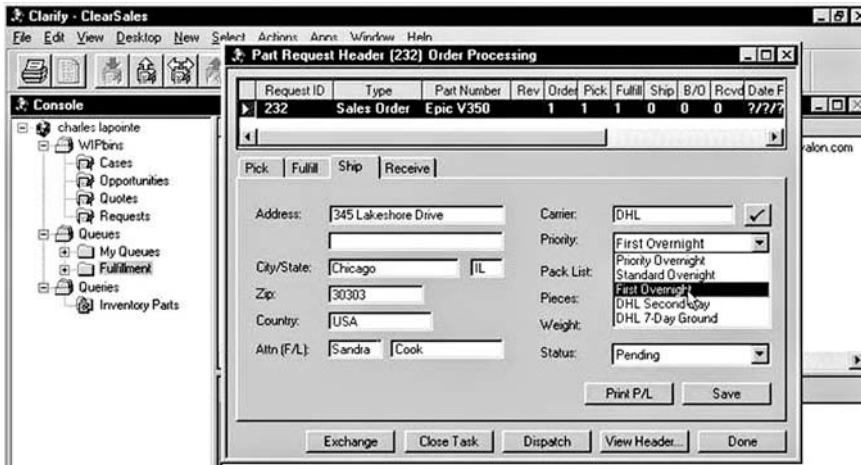 Clarify - ClearSales
File Edit View Desktop New Select Actions Apps Window Help
Part Request Header (232) Order Processing
Request ID Type Part Number Rev Order Pick Fulfill Ship B/O Rcvd Date F
232 Sales Order Epic V350 1 1 1 0 0 0 ?/?/?
Console
charles lapointe
WIPbins
Cases
Opportunities
Quotes
Requests
Queues
My Queues
Fulfillment
Queries
Inventory Parts
alon.com
Pick Fulfill Ship Receive
Address: 345 Lakeshore Drive
City/State: Chicago IL
Zip: 30303
Country: USA
Attn (F/L): Sandra Cook
Carrier: DHL
Priority: First Overnight
Priority Overnight
Standard Ovenight
First Overnight
DHL Second Day
DHL 7-Day Ground
Pack List:
Pieces:
Weight:
Status: Pending
Print P/L Save
Exchange Close Task Dispatch View Header... Done